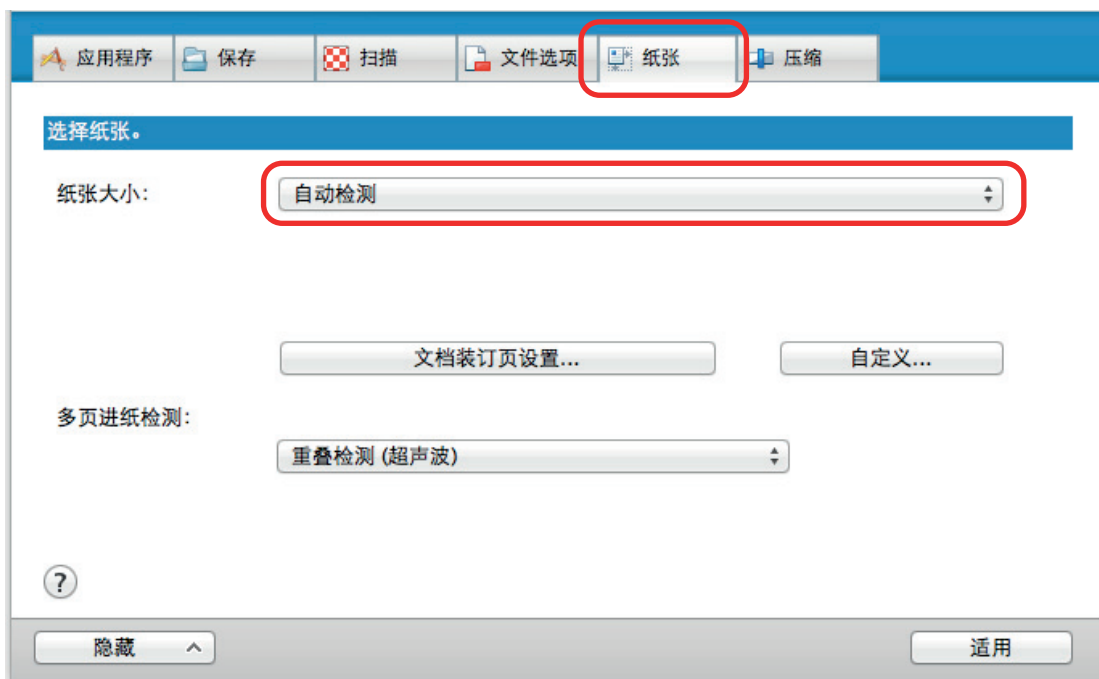 应用程序 保存 扫描 文件选项 纸张 压缩
选择纸张。
纸张大小:
自动检测
文档装订页设置... 自定义...
多页进纸检测:
重叠检测 (超声波)
?
隐藏 适用